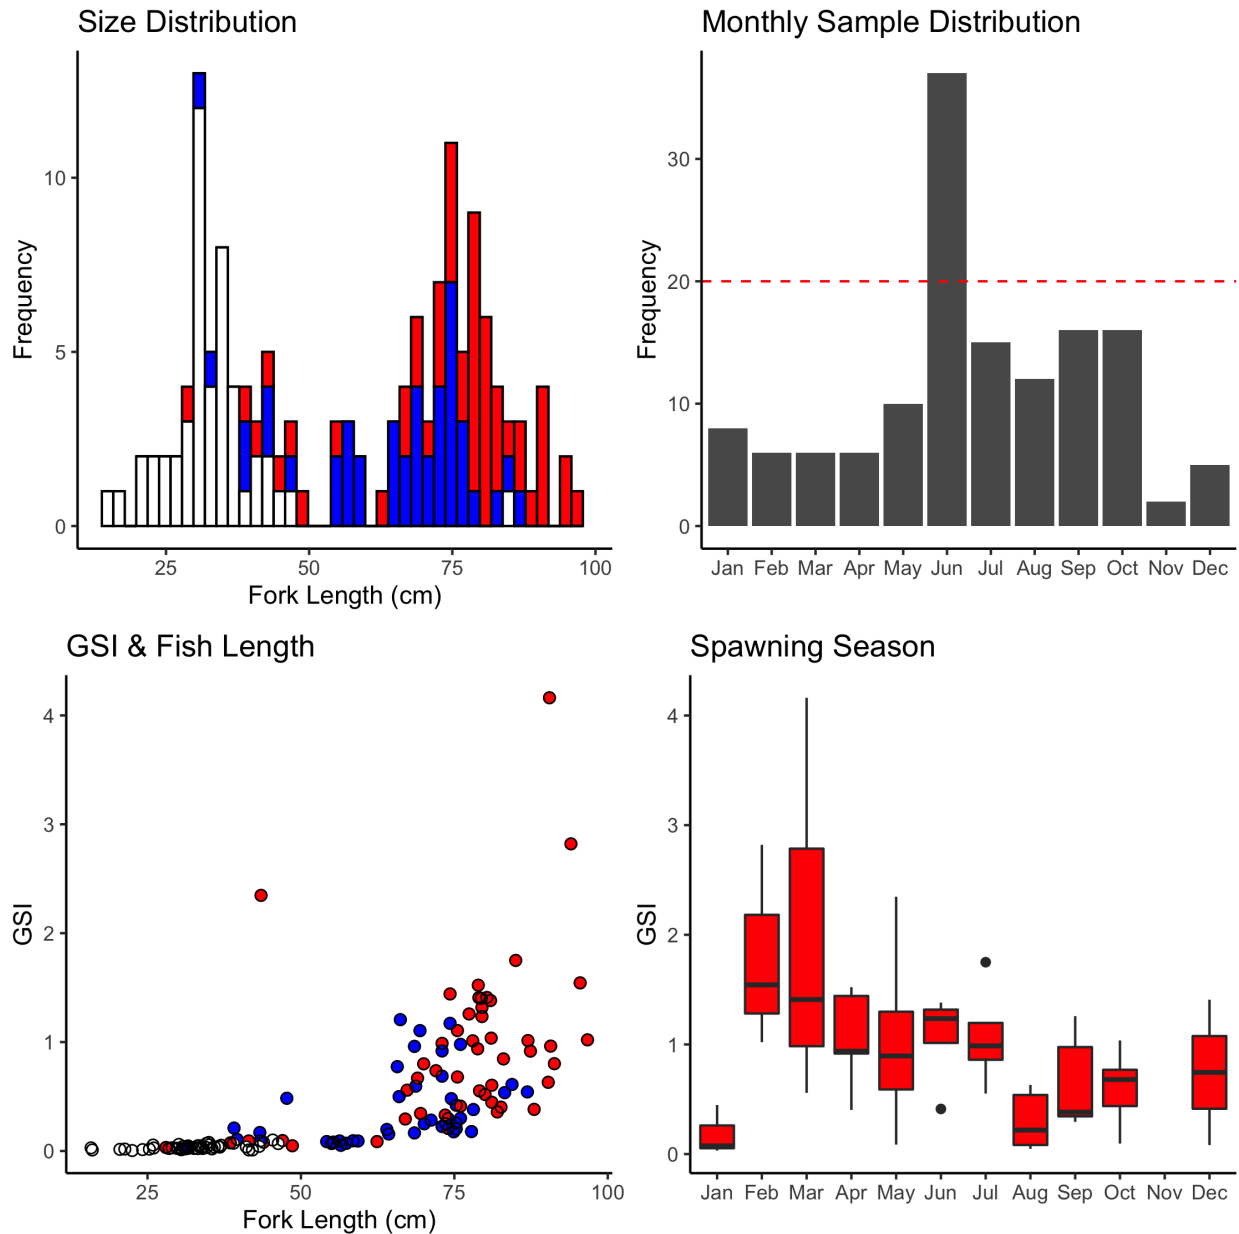 Size Distribution
Frequency
10
5
0
25 50 75 100
Fork Length (cm)
Monthly Sample Distribution
Frequency
30
20
10
0
Jan Feb Mar Apr May Jun Jul Aug Sep Oct Nov Dec
GSI & Fish Length
GSI
4
3
2
1
0
25 50 75 100
Fork Length (cm)
Spawning Season
GSI
4
3
2
1
0
Jan Feb Mar Apr May Jun Jul Aug Sep Oct Nov Dec